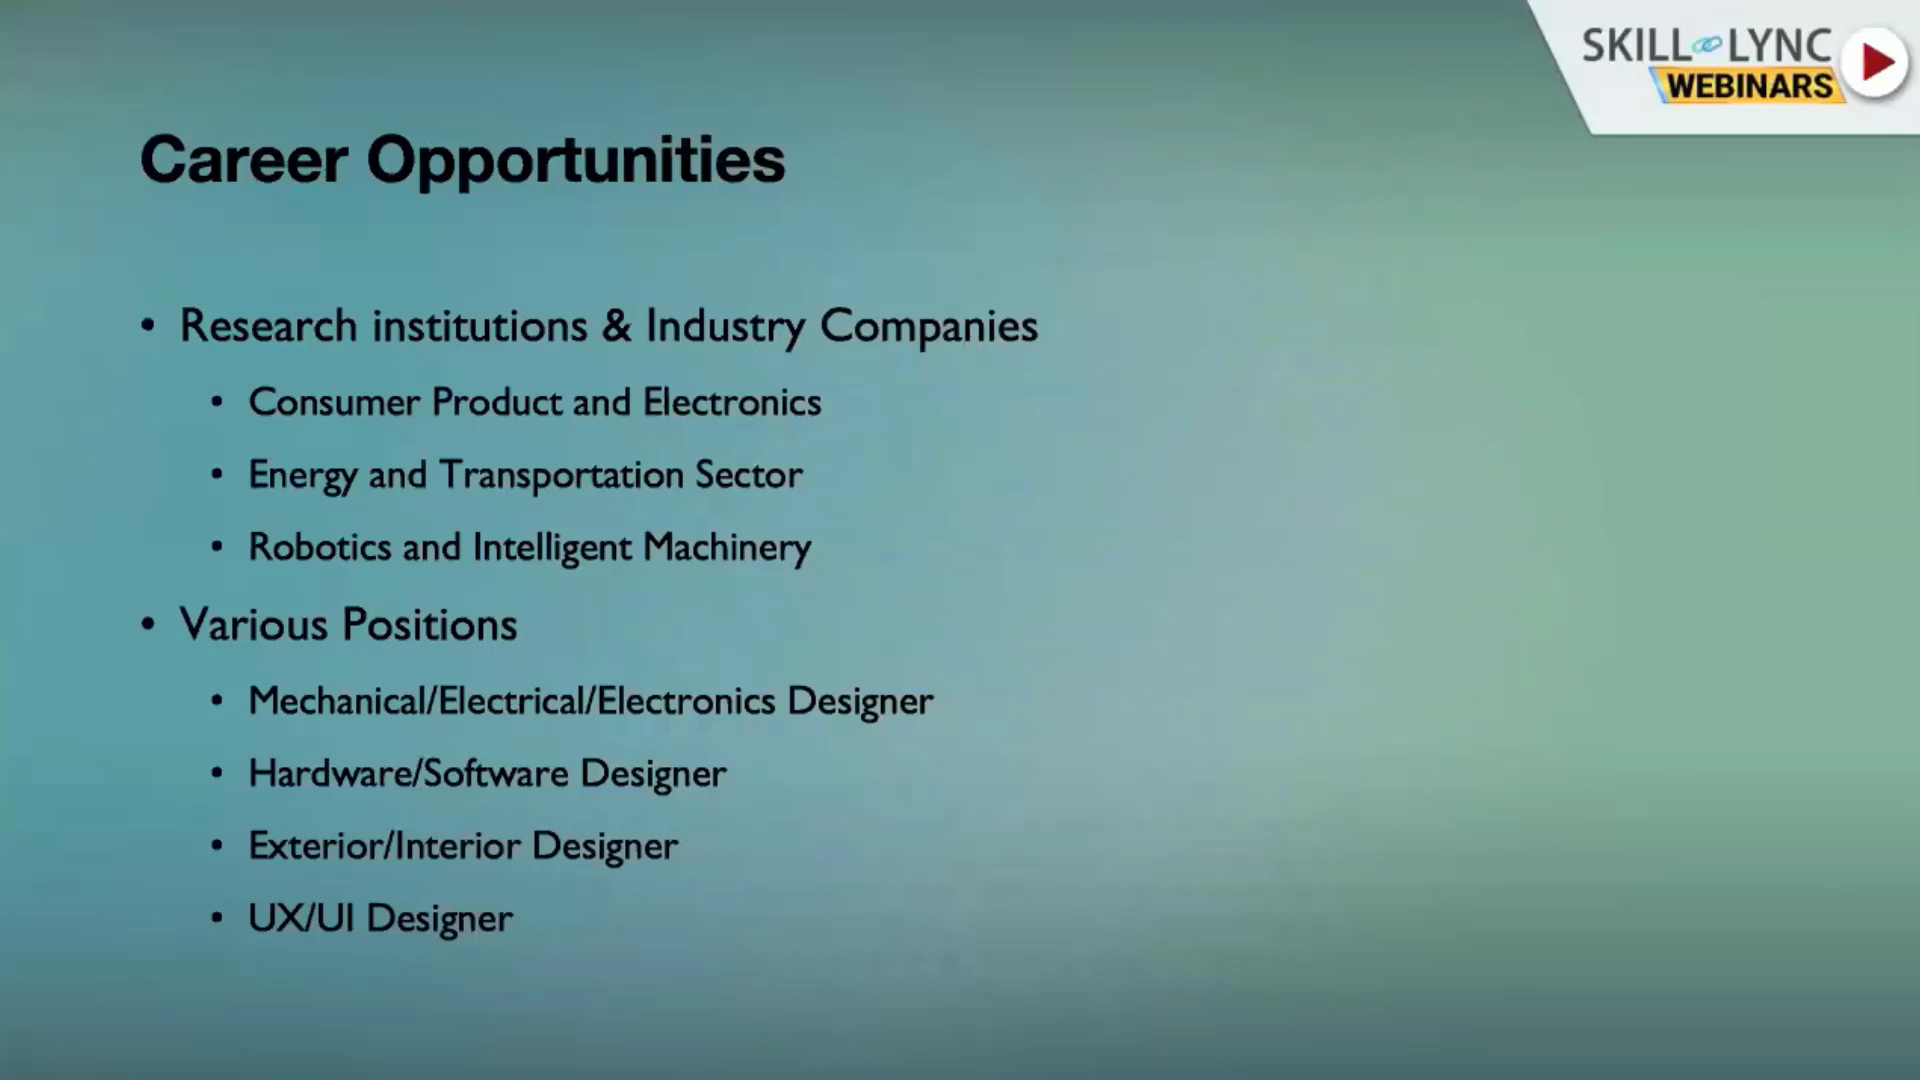 SKILL LYNC
WEBINARS
Career Opportunities
• Research institutions & Industry Companies
• Consumer Product and Electronics
• Energy and Transportation Sector
• Robotics and Intelligent Machinery
• Various Positions
• Mechanical/Electrical/Electronics Designer
• Hardware/Software Designer
• Exterior/Interior Designer
• UX/UI Designer